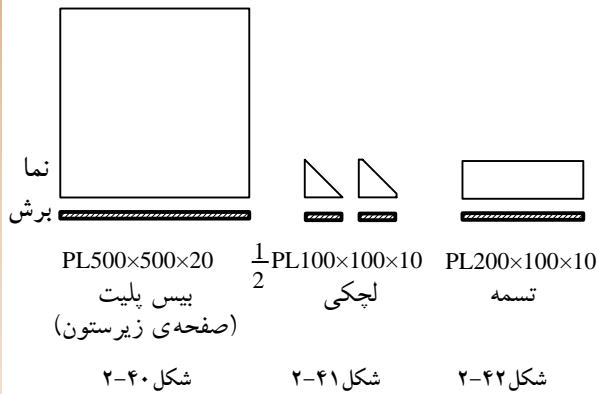 نما
برش
PL500×500×20
بیس پلیت
(صفحه‌ی زیرستون)
شکل ۴۰-۲
1/2 PL100×100×10
لچکی
شکل ۴۱-۲
PL200×100×10
تسمه
شکل ۴۲-۲